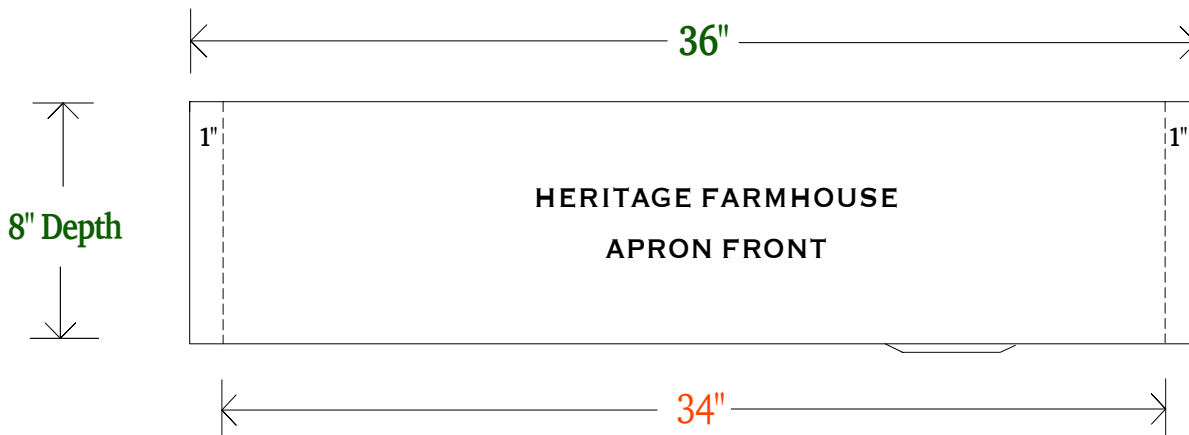 36"
1"
1"
HERITAGE FARMHOUSE
8" Depth
APRON FRONT
34"